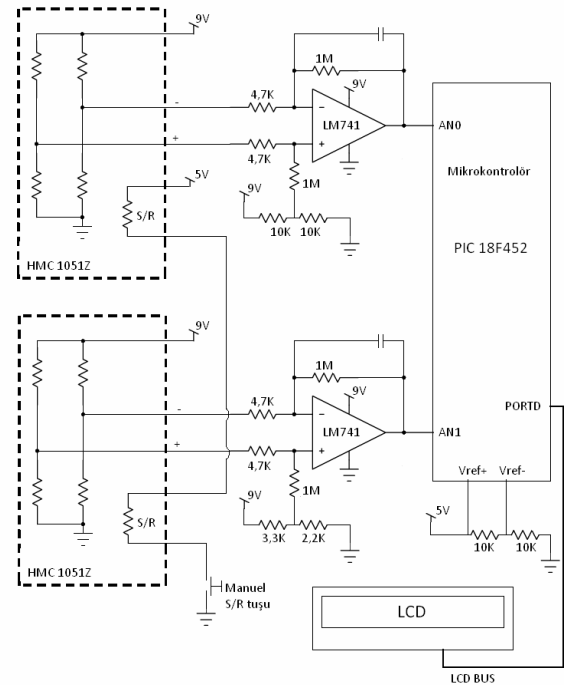 9V
1M
9V
4,7K
-
LM741
AN0
+
4,7K
Mikrokontrolör
5V
9V
1M
S/R
PIC 18F452
10K
10K
HMC 1051Z
9V
1M
9V
4,7K
-
PORTD
LM741
AN1
+
4,7K
Vref+
Vref-
1M
9V
5V
S/R
3,3K
2,2K
10K
10K
HMC 1051Z
Manuel
S/R tuşu
LCD
LCD BUS